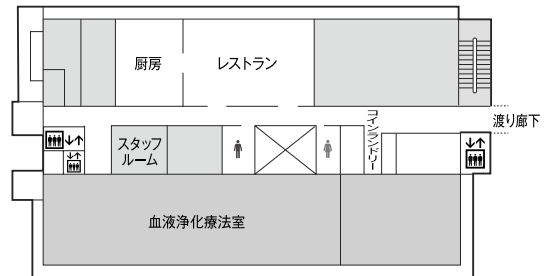 厨房
レストラン
コインランドリー
渡り廊下
スタッフ
ルーム
血液浄化療法室